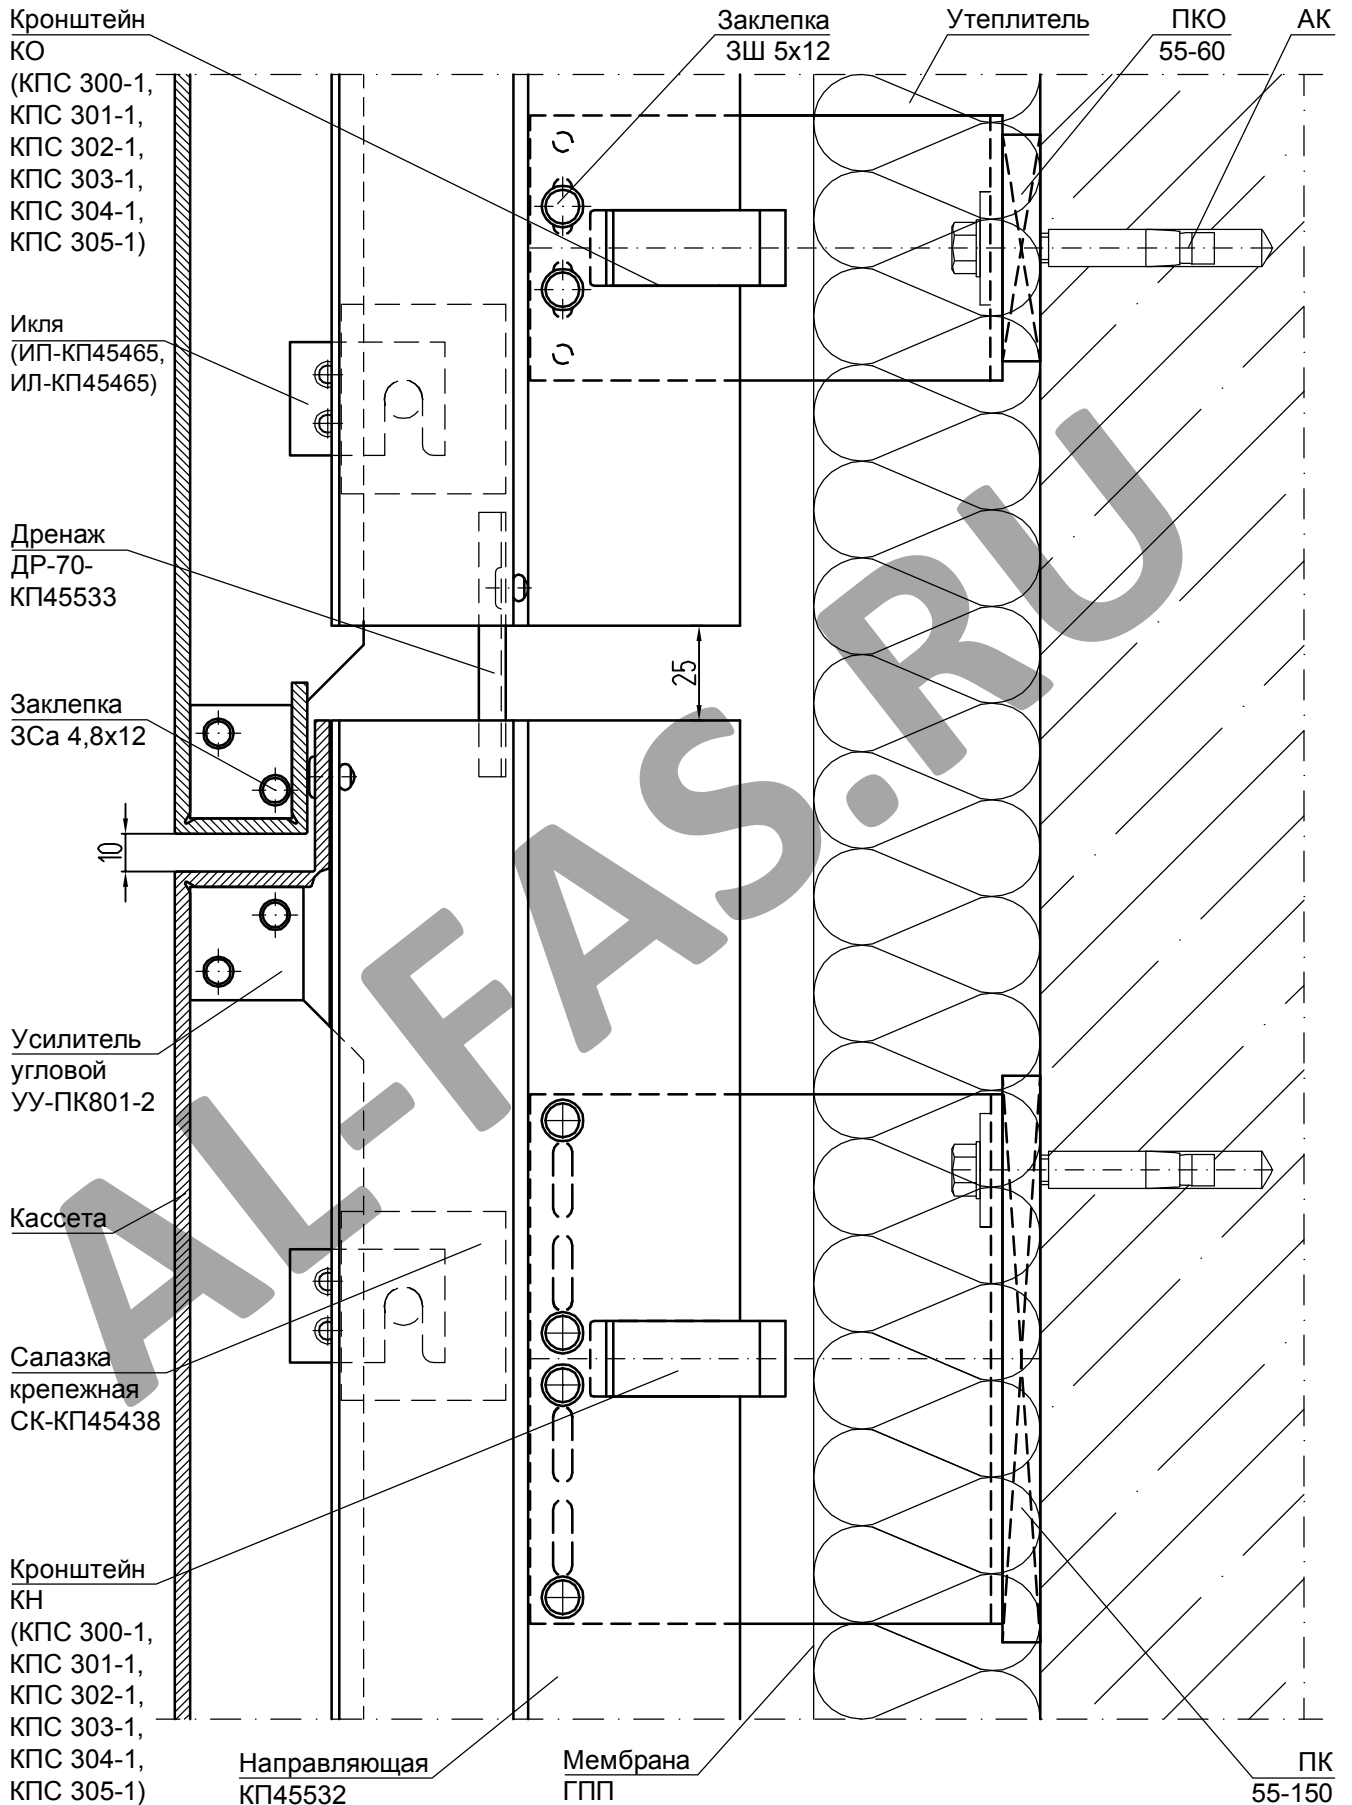 Кронштейн
КО
(КПС 300-1,
КПС 301-1,
КПС 302-1,
КПС 303-1,
КПС 304-1,
КПС 305-1)
Заклепка
ЗШ 5х12
Утеплитель
ПКО
55-60
АК
Икля
(ИП-КП45465,
ИЛ-КП45465)
Дренаж
ДР-70-
КП45533
25
Заклепка
ЗСа 4,8х12
10
Усилитель
угловой
УУ-ПК801-2
Кассета
Салазка
крепежная
СК-КП45438
Кронштейн
КН
(КПС 300-1,
КПС 301-1,
КПС 302-1,
КПС 303-1,
КПС 304-1,
КПС 305-1)
Направляющая
КП45532
Мембрана
ГПП
ПК
55-150
AL-FAS.RU